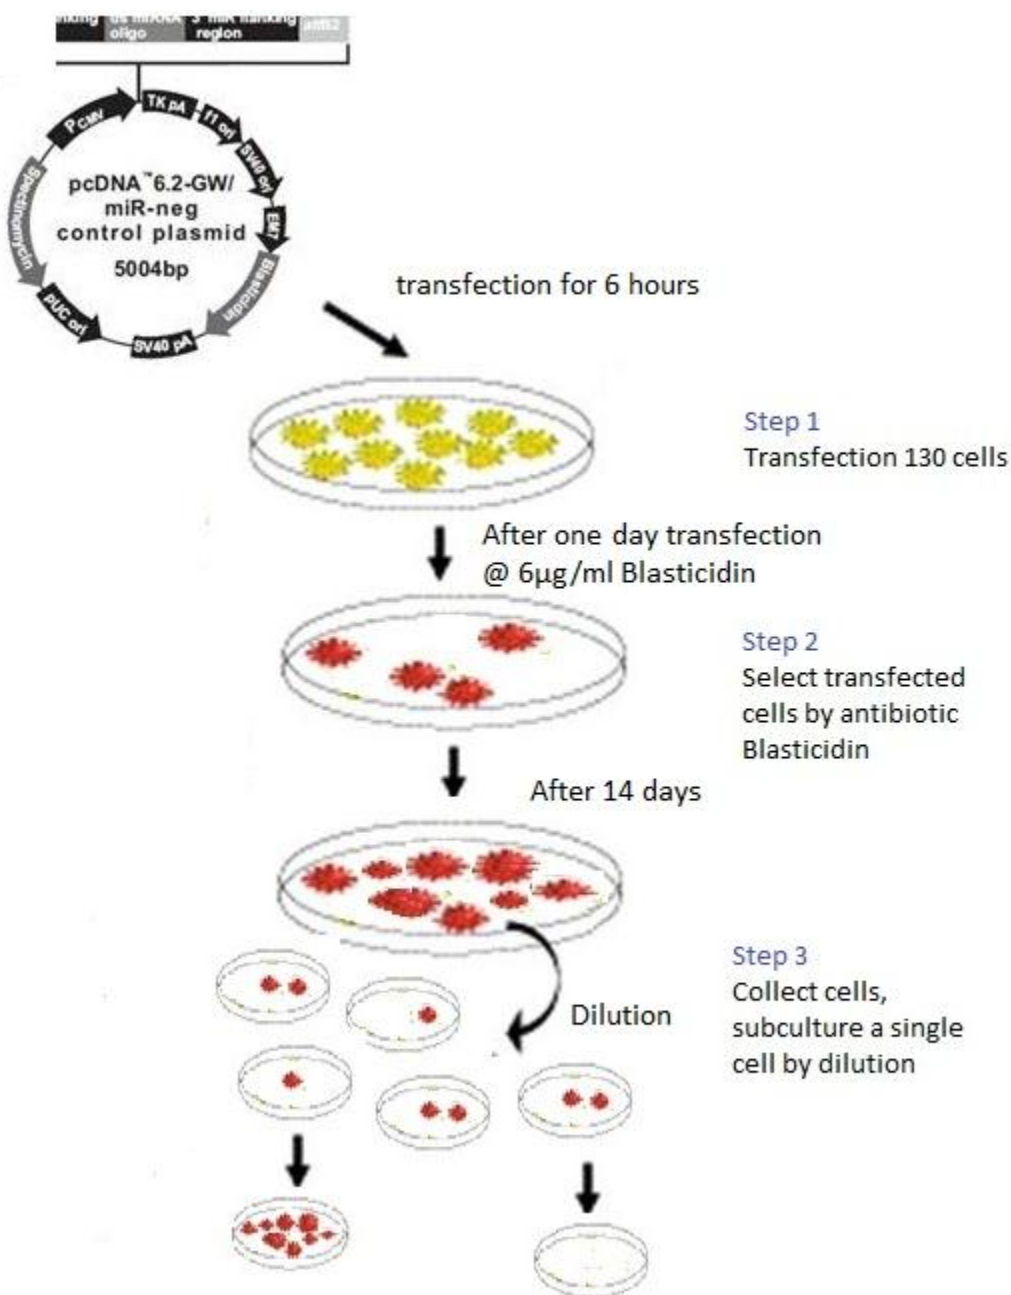 oligo
3' miR flanking
region
PCMV
TK pA
f1 ori
SV40 ori
EM7
Blasticidin
SV40 pA
pUC ori
Spectinomycin
pcDNA™6.2-GW/
miR-neg
control plasmid
5004bp
transfection for 6 hours
Step 1
Transfection 130 cells
After one day transfection
@ 6µg/ml Blasticidin
Step 2
Select transfected
cells by antibiotic
Blasticidin
After 14 days
Step 3
Collect cells,
subculture a single
cell by dilution
Dilution